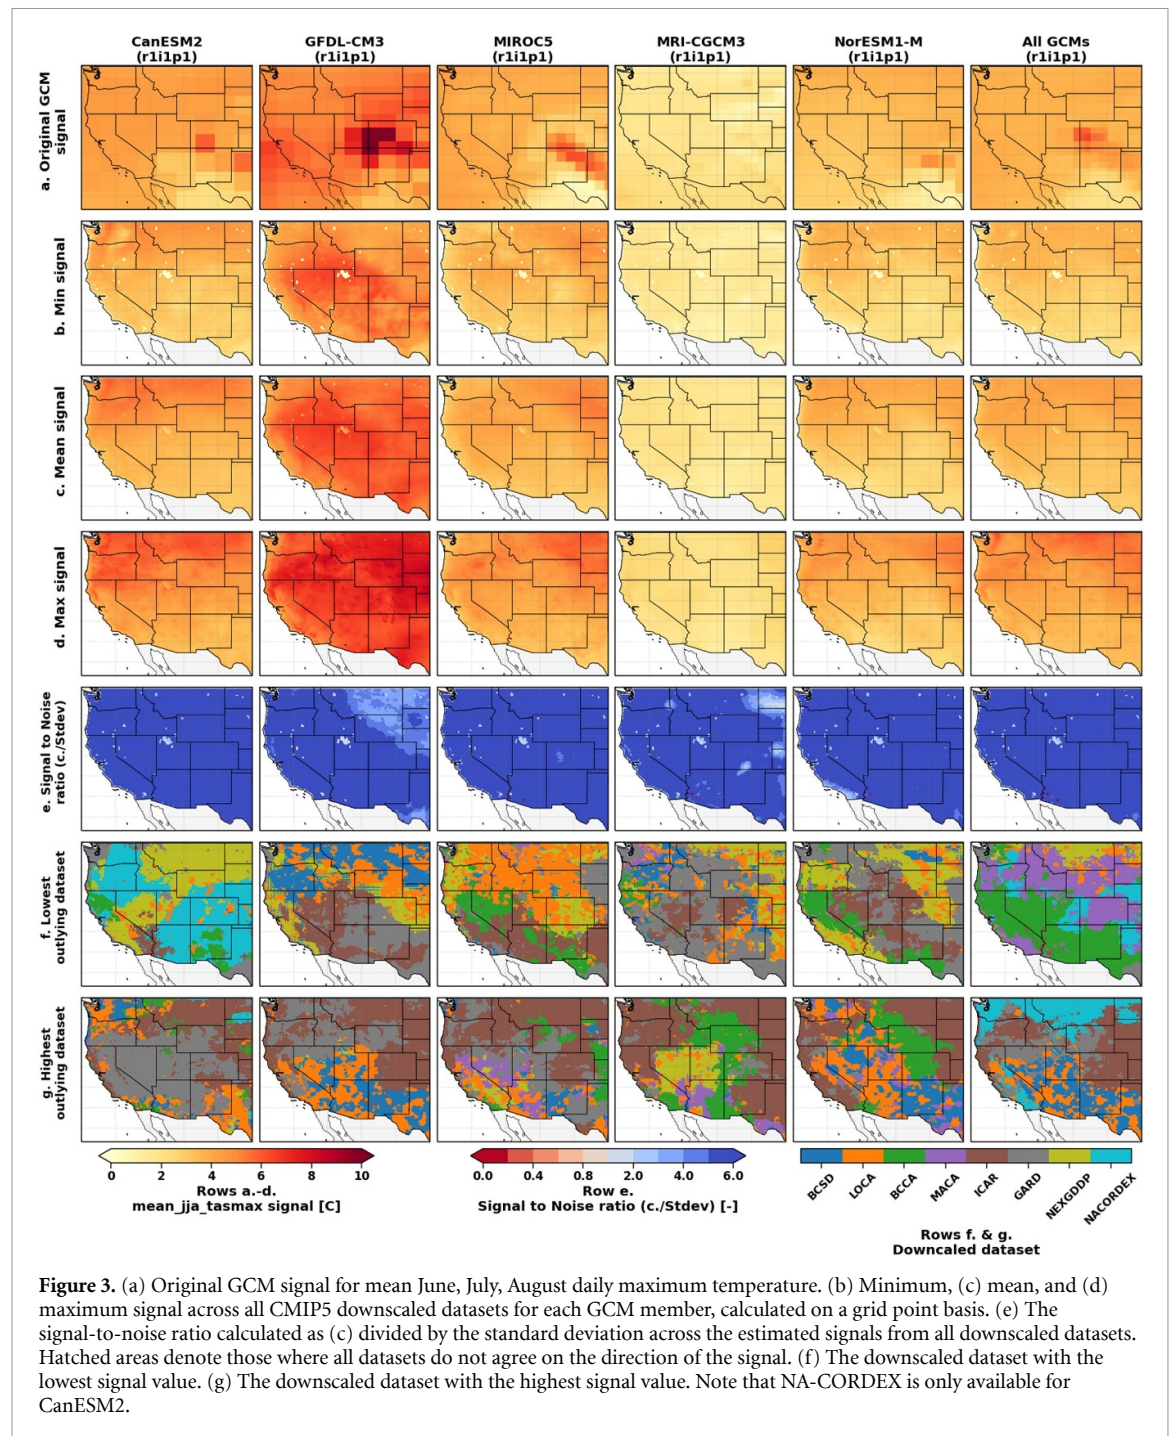 CanESM2 GFDL-CM3 MIROC5 MRI-CGCM3 NorESM1-M All GCMs
(r1i1p1) (r1i1p1) (r1i1p1) (r1i1p1) (r1i1p1) (r1i1p1)
a. Original GCM
signal
b. Min signal
c. Mean signal
d. Max signal
e. Signal to Noise
ratio (c./Stdev)
f. Lowest
outlying dataset
g. Highest
outlying dataset
0 2 4 6 8 10
Rows a.-d.
mean_jja_tasmax signal [C]
0.0 0.4 0.8 2.0 4.0 6.0
Row e.
Signal to Noise ratio (c./Stdev) [-]
BCSD LOCA BCCA MACA ICAR GARD NEXGDDP NACORDEX
Rows f. & g.
Downcaled dataset
Figure 3. (a) Original GCM signal for mean June, July, August daily maximum temperature. (b) Minimum, (c) mean, and (d)
maximum signal across all CMIP5 downscaled datasets for each GCM member, calculated on a grid point basis. (e) The
signal-to-noise ratio calculated as (c) divided by the standard deviation across the estimated signals from all downscaled datasets.
Hatched areas denote those where all datasets do not agree on the direction of the signal. (f) The downscaled dataset with the
lowest signal value. (g) The downscaled dataset with the highest signal value. Note that NA-CORDEX is only available for
CanESM2.